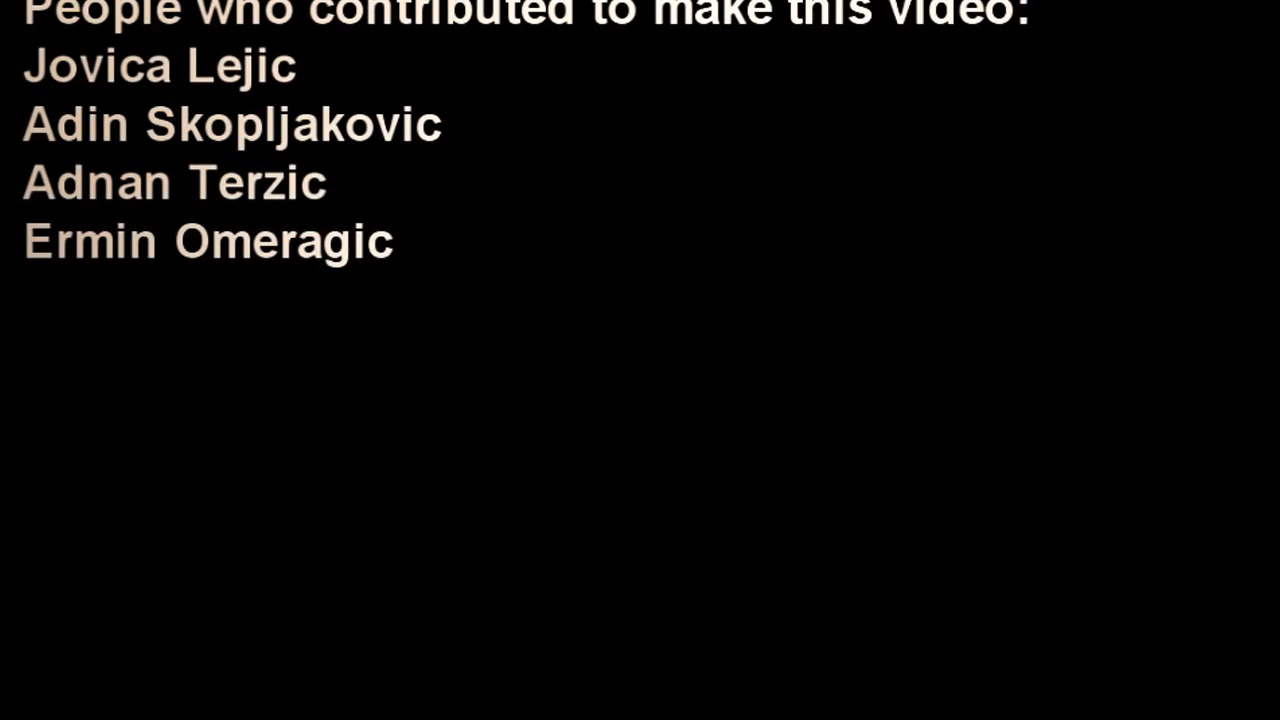 People who contributed to make this video:
Jovica Lejic
Adin Skopljakovic
Adnan Terzic
Ermin Omeragic